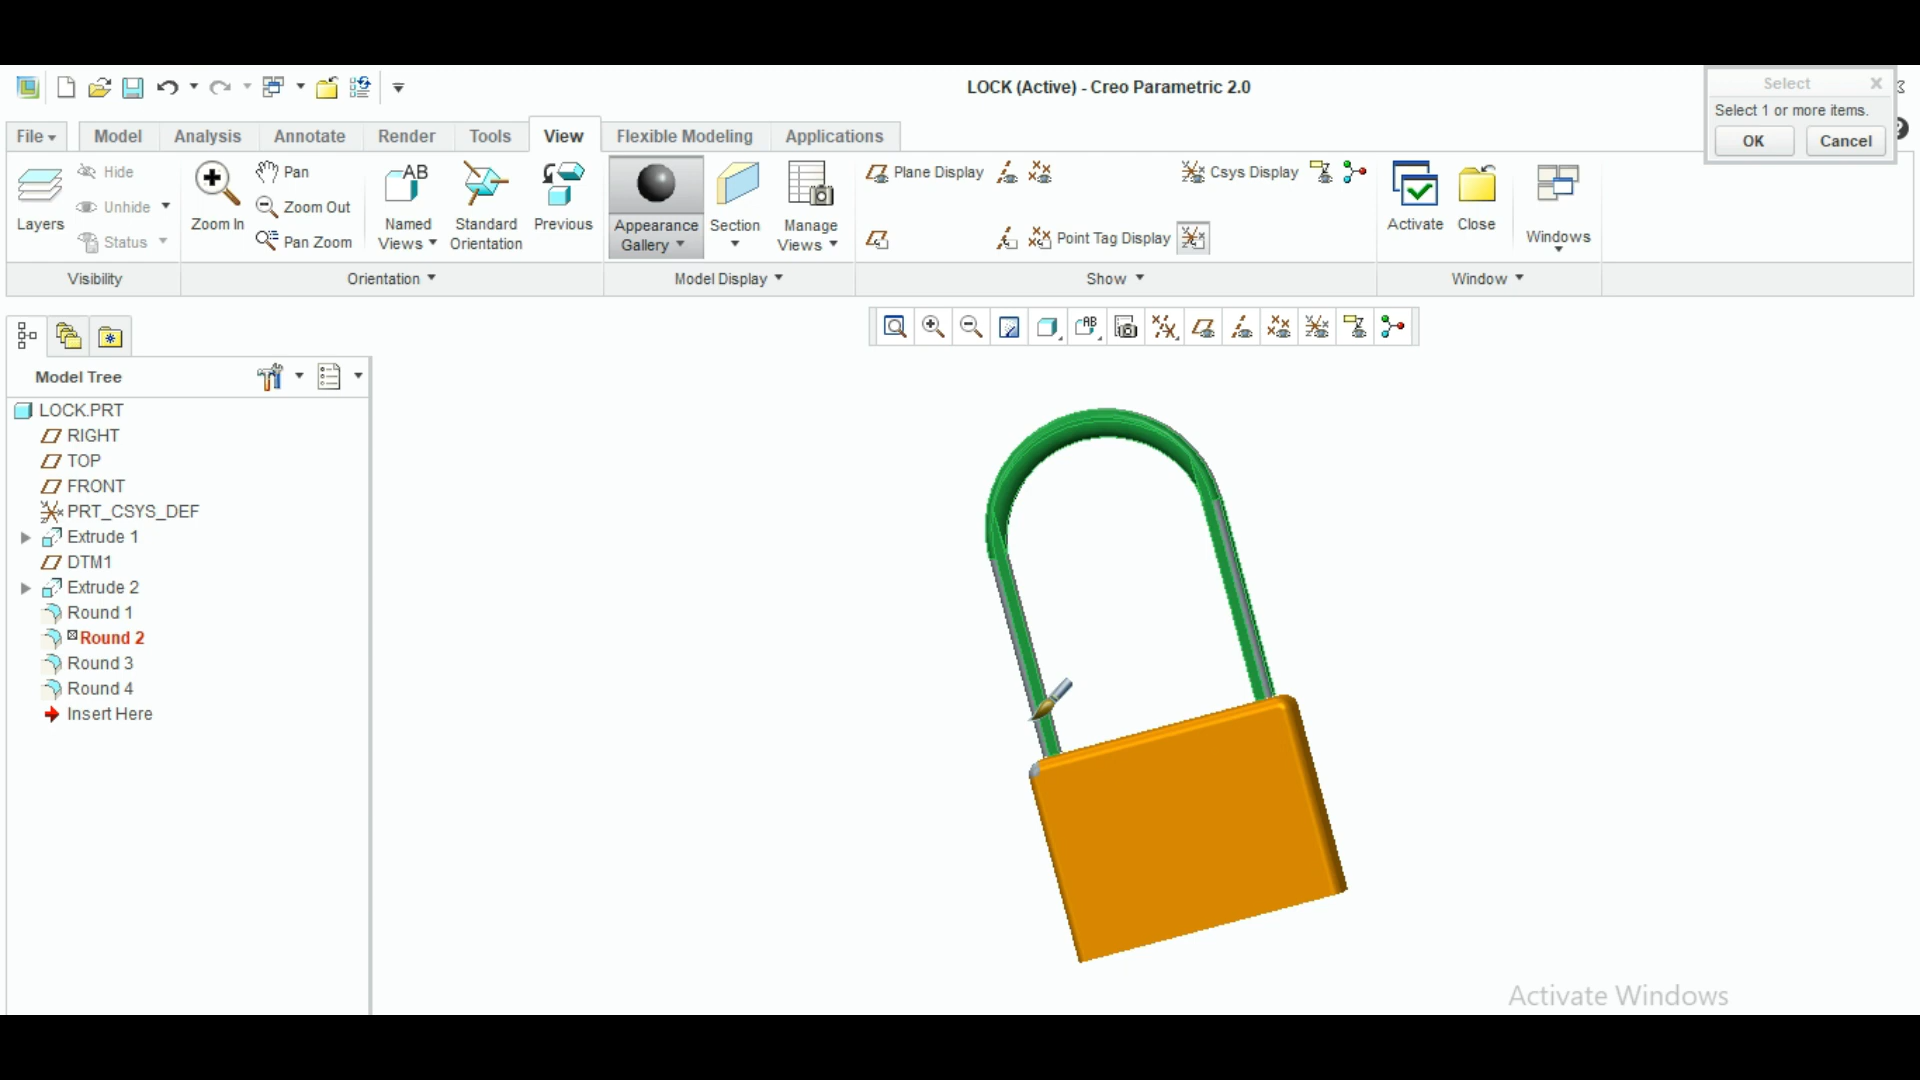 LOCK (Active) - Creo Parametric 2.0
Select
Select 1 or more items.
OK Cancel
File Model Analysis Annotate Render Tools View Flexible Modeling Applications
Layers
Hide
Unhide
Status
Zoom In
Pan
Zoom Out
Pan Zoom
AB
Named
Views
Standard
Orientation
Previous
Appearance
Gallery
Section
Manage
Views
Plane Display
Csys Display
Point Tag Display
Activate
Close
Windows
Visibility Orientation Model Display Show Window
AB
Model Tree
LOCK.PRT
RIGHT
TOP
FRONT
PRT_CSYS_DEF
Extrude 1
DTM1
Extrude 2
Round 1
Round 2
Round 3
Round 4
Insert Here
Activate Windows